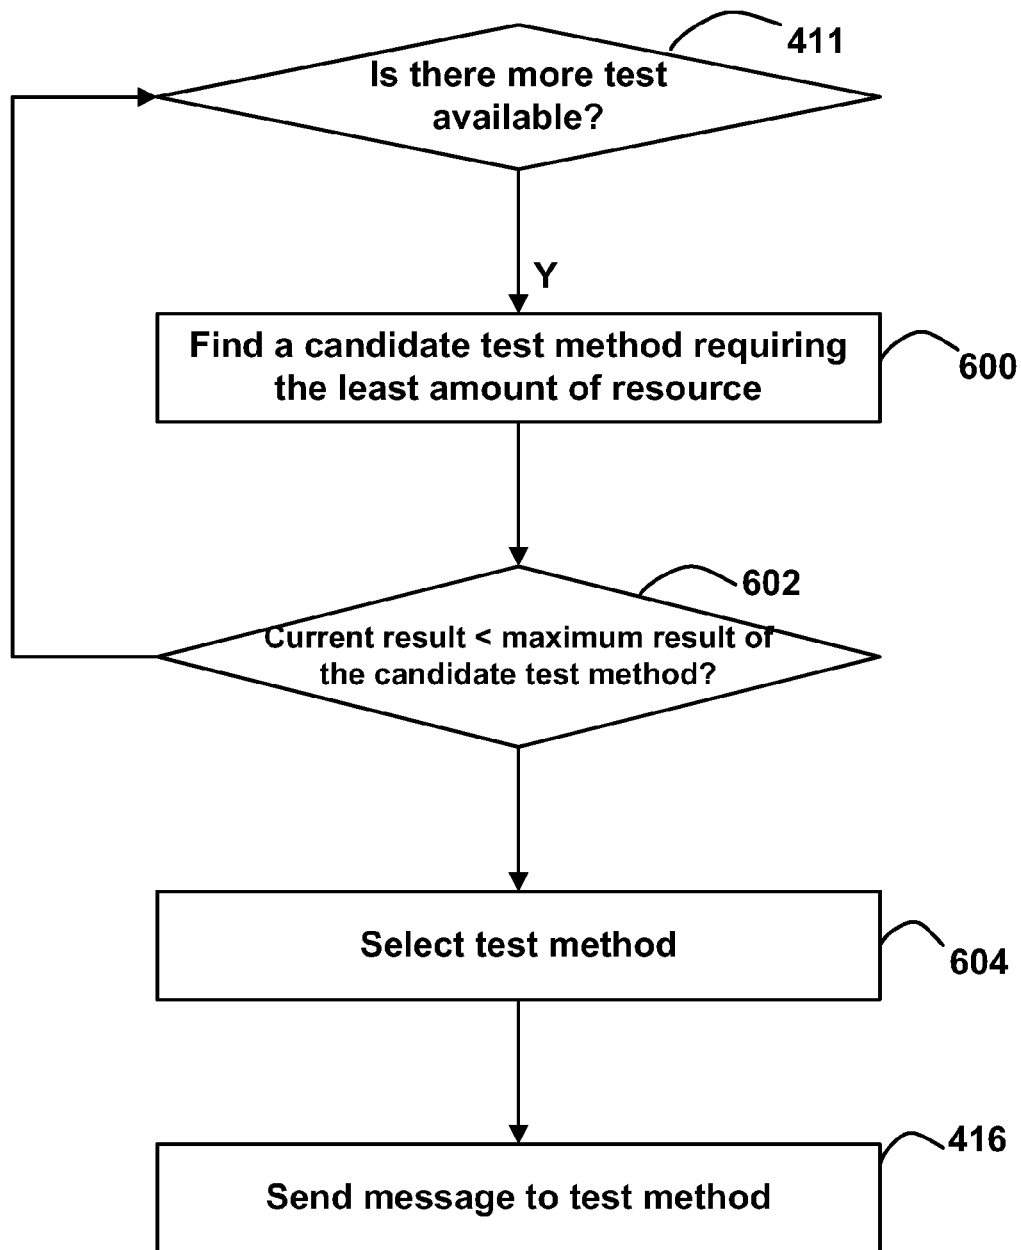 411
Is there more test
available?
Y
Find a candidate test method requiring
the least amount of resource
600
602
Current result < maximum result of
the candidate test method?
Select test method
604
416
Send message to test method